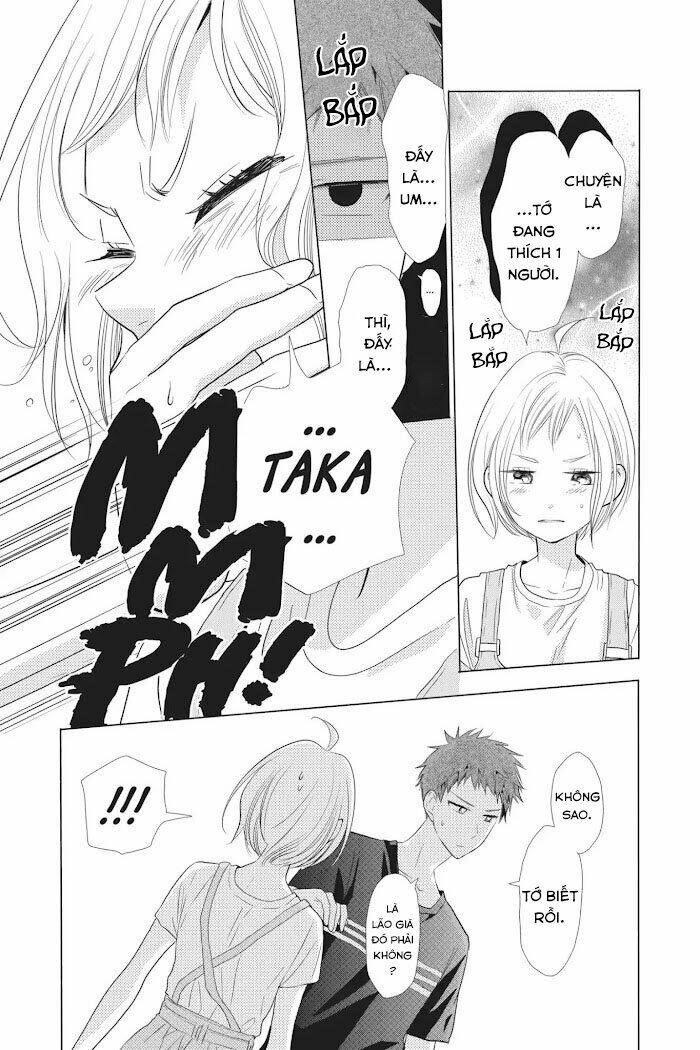 CHUYỆN
LÀ
...
...TỚ
ĐANG
THÍCH 1
NGƯỜI.
LẮP
BẮP
LẮP
BẮP
LẮP
BẮP
ĐẤY
LÀ...
UM...
...
THÌ,
ĐẤY
LÀ...
...
TAKA
...
M
M
PH!
KHÔNG
SAO.
TỚ BIẾT
RỒI.
LÀ
LÃO GIÀ
ĐÓ PHẢI
KHÔNG
?
!!!